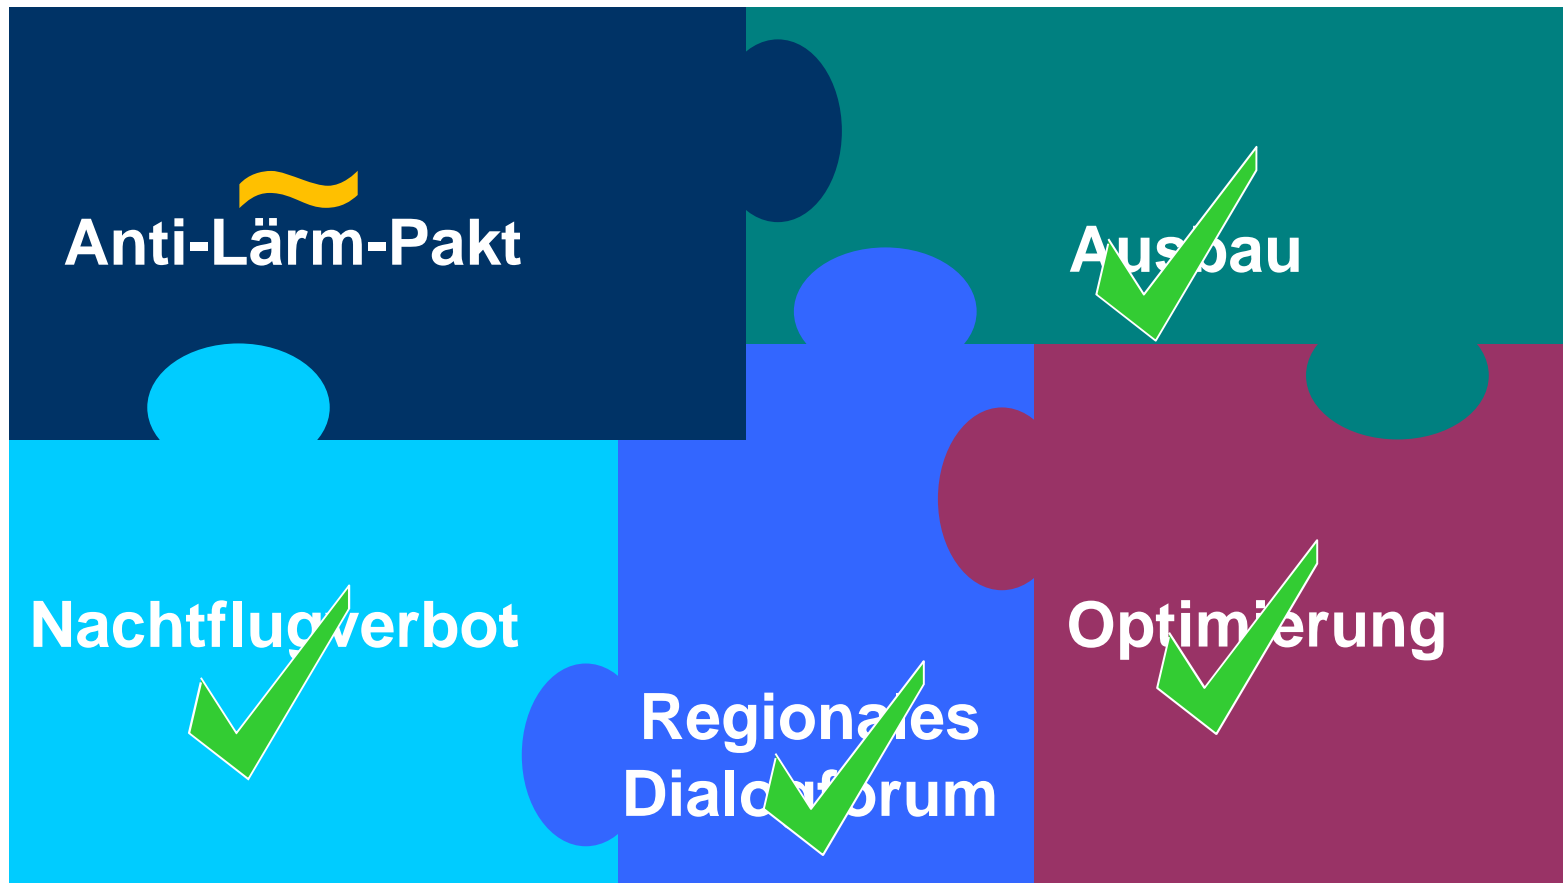 Anti-Lärm-Pakt
Ausbau
Nachtflugverbot
Optimierung
Regionales
Dialogforum